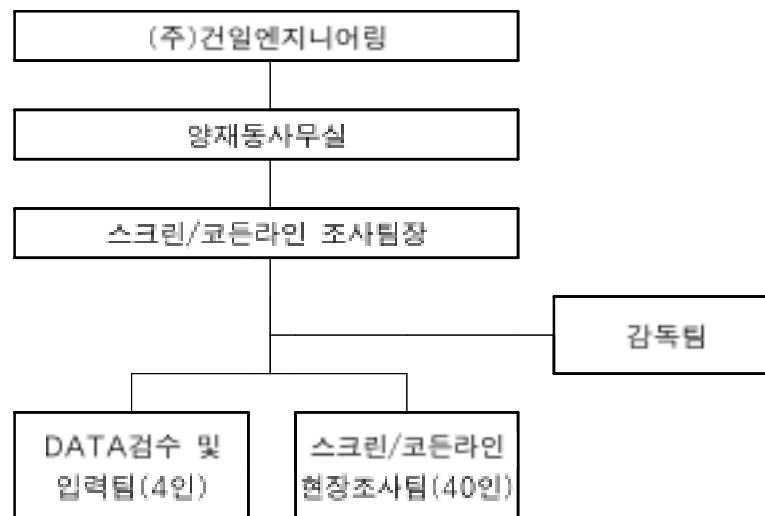 (주)건일엔지니어링
양재동사무실
스크린/코든라인 조사팀장
감독팀
DATA검수 및
입력팀(4인)
스크린/코든라인
현장조사팀(40인)